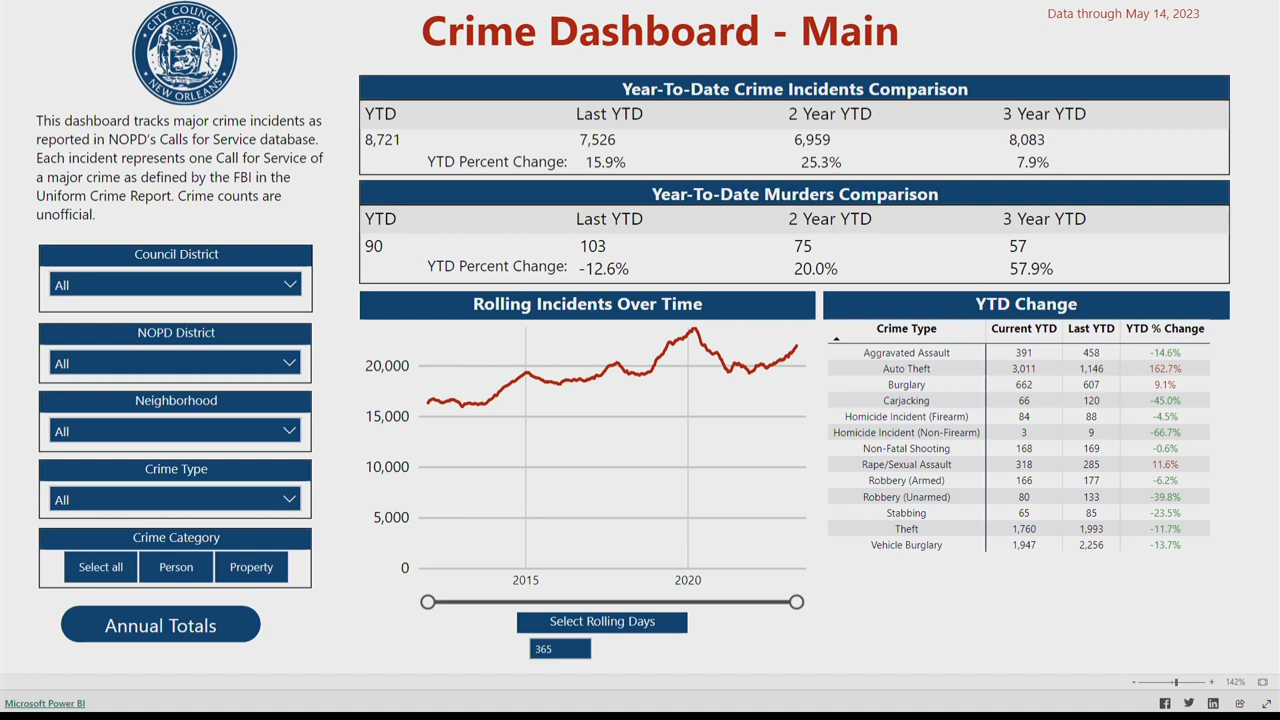 CITY COUNCIL
NEW ORLEANS
Crime Dashboard - Main
Data through May 14, 2023
This dashboard tracks major crime incidents as
reported in NOPD's Calls for Service database.
Each incident represents one Call for Service of
a major crime as defined by the FBI in the
Uniform Crime Report. Crime counts are
unofficial.
Council District
All
NOPD District
All
Neighborhood
All
Crime Type
All
Crime Category
Select all Person Property
Annual Totals
Year-To-Date Crime Incidents Comparison
YTD Last YTD 2 Year YTD 3 Year YTD
8,721 7,526 6,959 8,083
YTD Percent Change: 15.9% 25.3% 7.9%
Year-To-Date Murders Comparison
YTD Last YTD 2 Year YTD 3 Year YTD
90 103 75 57
YTD Percent Change: -12.6% 20.0% 57.9%
Rolling Incidents Over Time
20,000
15,000
10,000
5,000
0
2015 2020
Select Rolling Days
365
YTD Change
Crime Type Current YTD Last YTD YTD % Change
Aggravated Assault 391 458 -14.6%
Auto Theft 3,011 1,146 162.7%
Burglary 662 607 9.1%
Carjacking 66 120 -45.0%
Homicide Incident (Firearm) 84 88 -4.5%
Homicide Incident (Non-Firearm) 3 9 -66.7%
Non-Fatal Shooting 168 169 -0.6%
Rape/Sexual Assault 318 285 11.6%
Robbery (Armed) 166 177 -6.2%
Robbery (Unarmed) 80 133 -39.8%
Stabbing 65 85 -23.5%
Theft 1,760 1,993 -11.7%
Vehicle Burglary 1,947 2,256 -13.7%
- + 142%
Microsoft Power BI